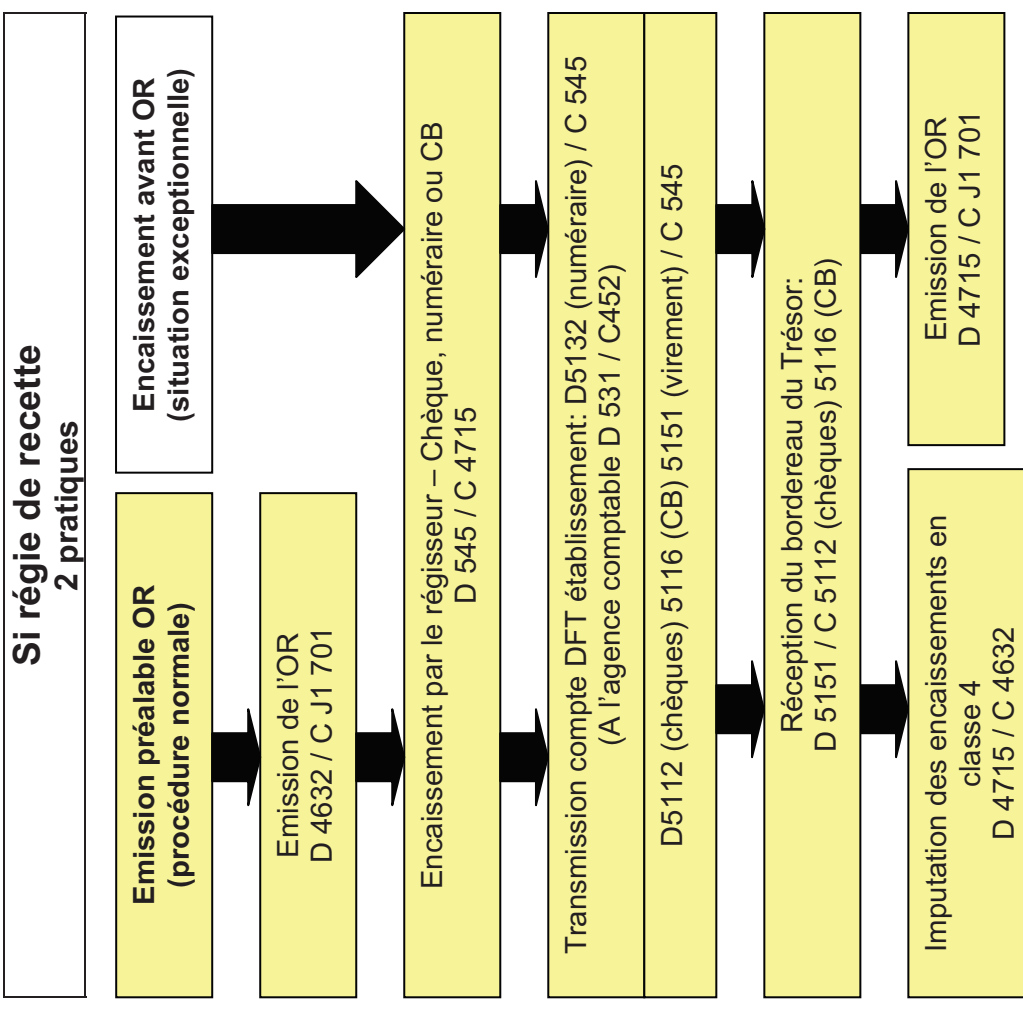 Si régie de recette
2 pratiques
Emission préalable OR
(procédure normale)
Encaissement avant OR
(situation exceptionnelle)
Emission de l’OR
D 4632 / C J1 701
Encaissement par le régisseur – Chèque, numéraire ou CB
D 545 / C 4715
Transmission compte DFT établissement: D5132 (numéraire) / C 545
(A l’agence comptable D 531 / C452)
D5112 (chèques) 5116 (CB) 5151 (virement) / C 545
Réception du bordereau du Trésor:
D 5151 / C 5112 (chèques) 5116 (CB)
Imputation des encaissements en
classe 4
D 4715 / C 4632
Emission de l’OR
D 4715 / C J1 701